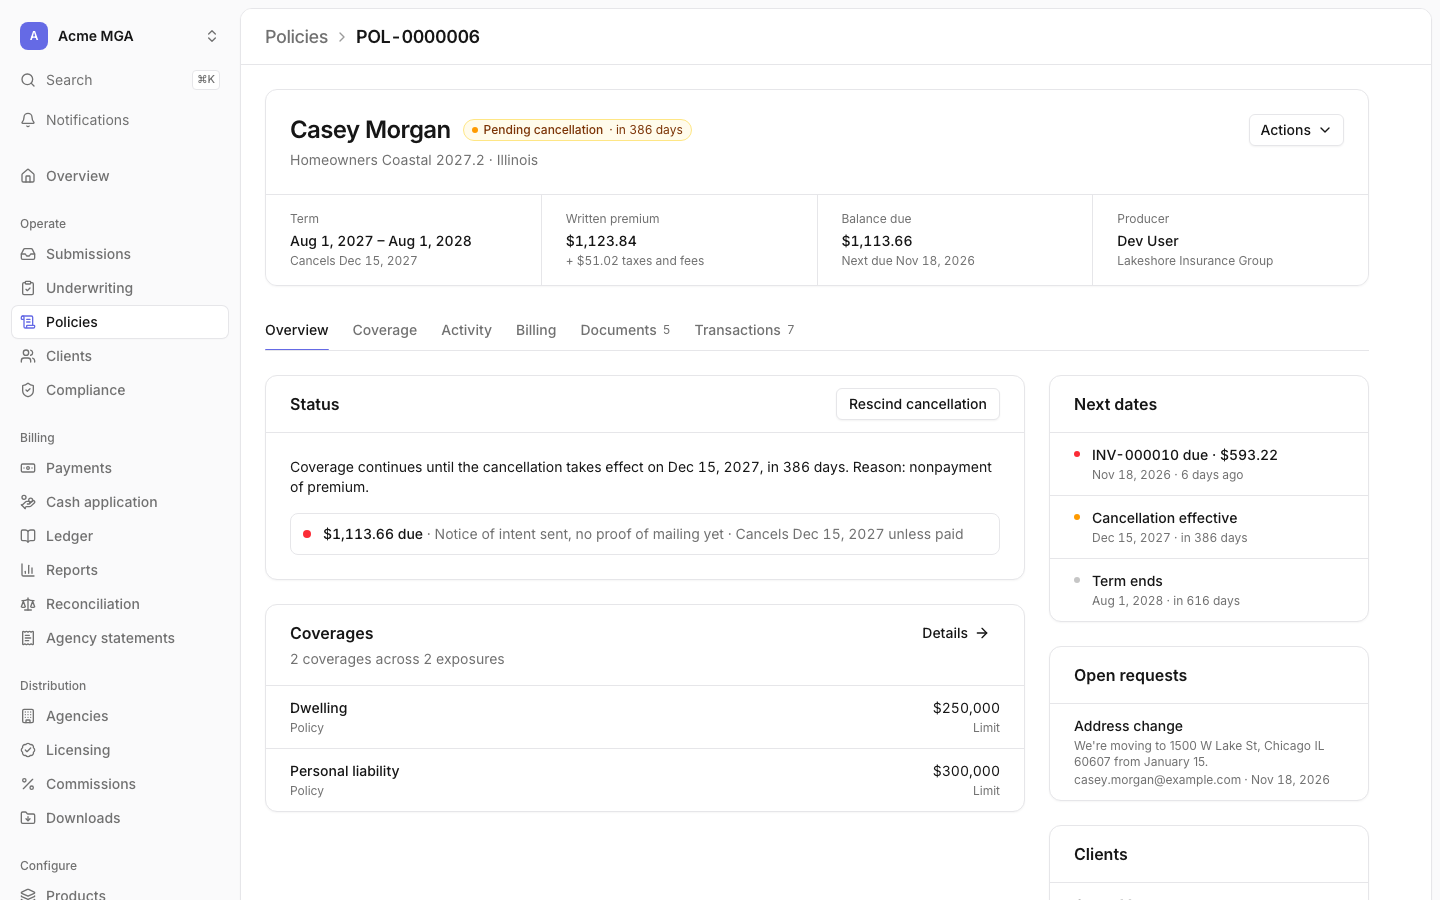 A
Acme MGA
Search
⌘K
Notifications
Overview
Operate
Submissions
Underwriting
Policies
Clients
Compliance
Billing
Payments
Cash application
Ledger
Reports
Reconciliation
Agency statements
Distribution
Agencies
Licensing
Commissions
Downloads
Configure
Products
Policies > POL-0000006
Casey Morgan
Pending cancellation · in 386 days
Actions
Homeowners Coastal 2027.2 · Illinois
Term
Aug 1, 2027 – Aug 1, 2028
Cancels Dec 15, 2027
Written premium
$1,123.84
+ $51.02 taxes and fees
Balance due
$1,113.66
Next due Nov 18, 2026
Producer
Dev User
Lakeshore Insurance Group
Overview
Coverage
Activity
Billing
Documents 5
Transactions 7
Status
Rescind cancellation
Coverage continues until the cancellation takes effect on Dec 15, 2027, in 386 days. Reason: nonpayment
of premium.
$1,113.66 due · Notice of intent sent, no proof of mailing yet · Cancels Dec 15, 2027 unless paid
Coverages
Details →
2 coverages across 2 exposures
Dwelling
$250,000
Policy
Limit
Personal liability
$300,000
Policy
Limit
Next dates
INV-000010 due · $593.22
Nov 18, 2026 · 6 days ago
Cancellation effective
Dec 15, 2027 · in 386 days
Term ends
Aug 1, 2028 · in 616 days
Open requests
Address change
We're moving to 1500 W Lake St, Chicago IL
60607 from January 15.
casey.morgan@example.com · Nov 18, 2026
Clients